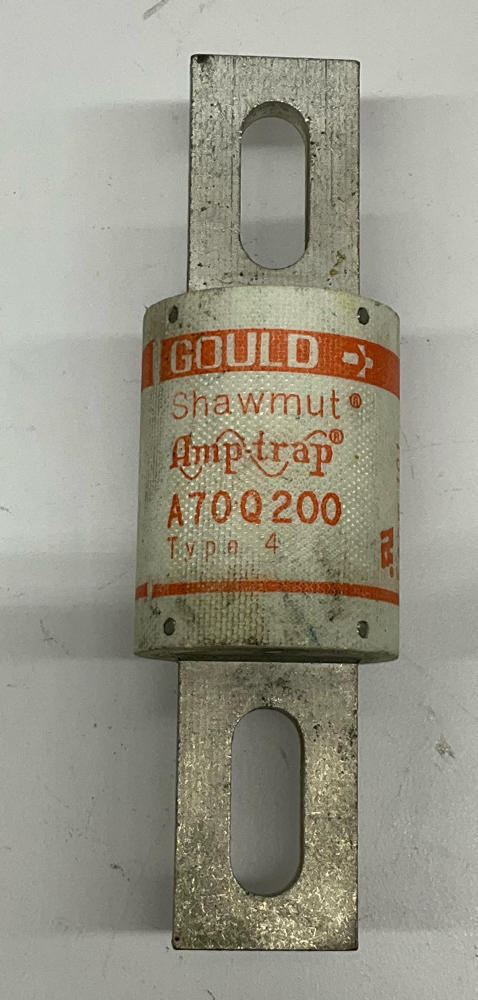 GOULD
Shawmut®
Amp-trap®
A70Q200
Type 4